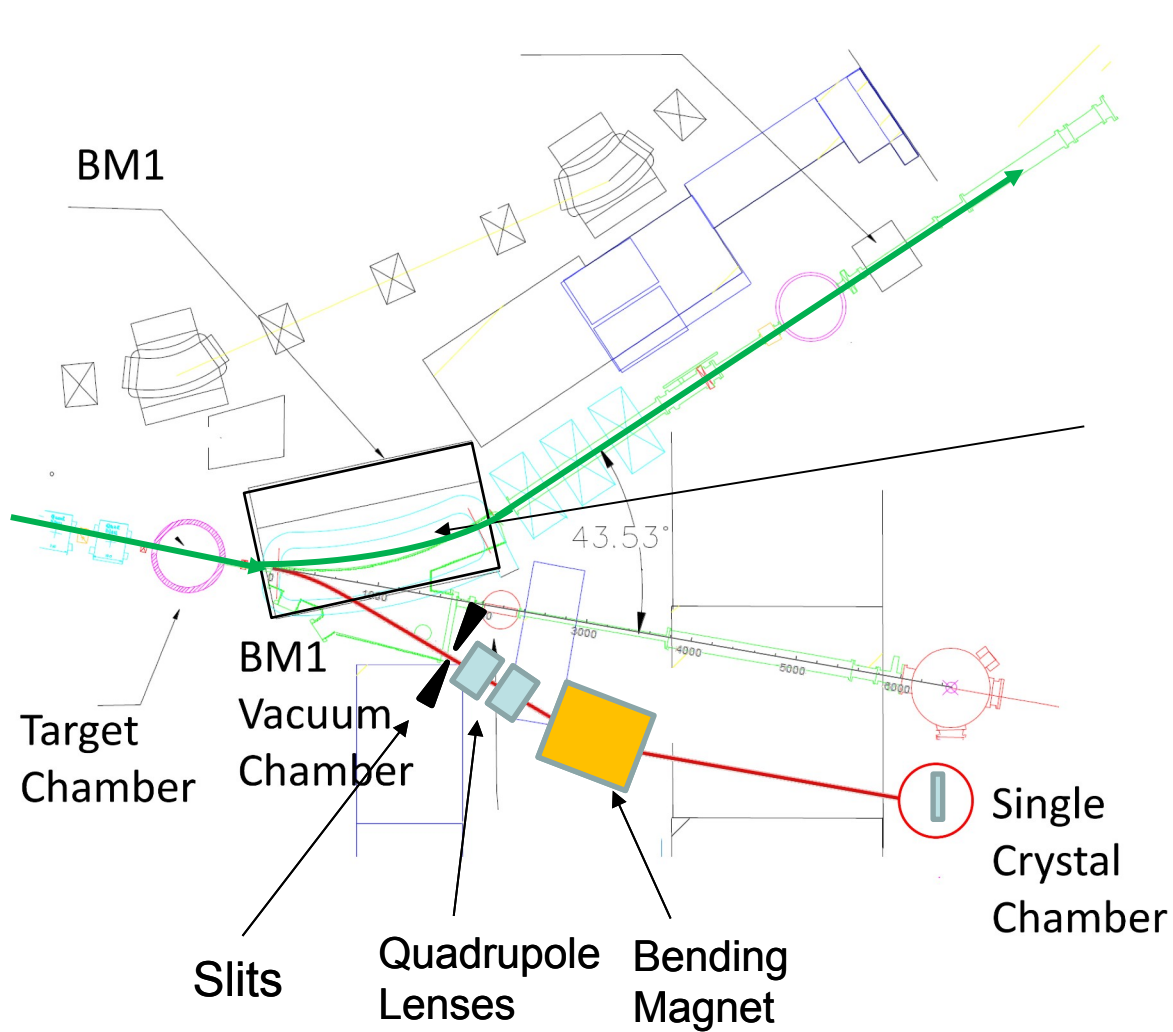 BM1
43.53°
0
1000
3000
4000
5000
6000
BM1
Vacuum
Chamber
Target
Chamber
Single
Crystal
Chamber
Slits
Quadrupole
Lenses
Bending
Magnet